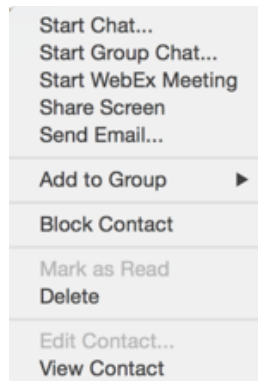 Start Chat...
Start Group Chat...
Start WebEx Meeting
Share Screen
Send Email...
Add to Group
Block Contact
Mark as Read
Delete
Edit Contact...
View Contact